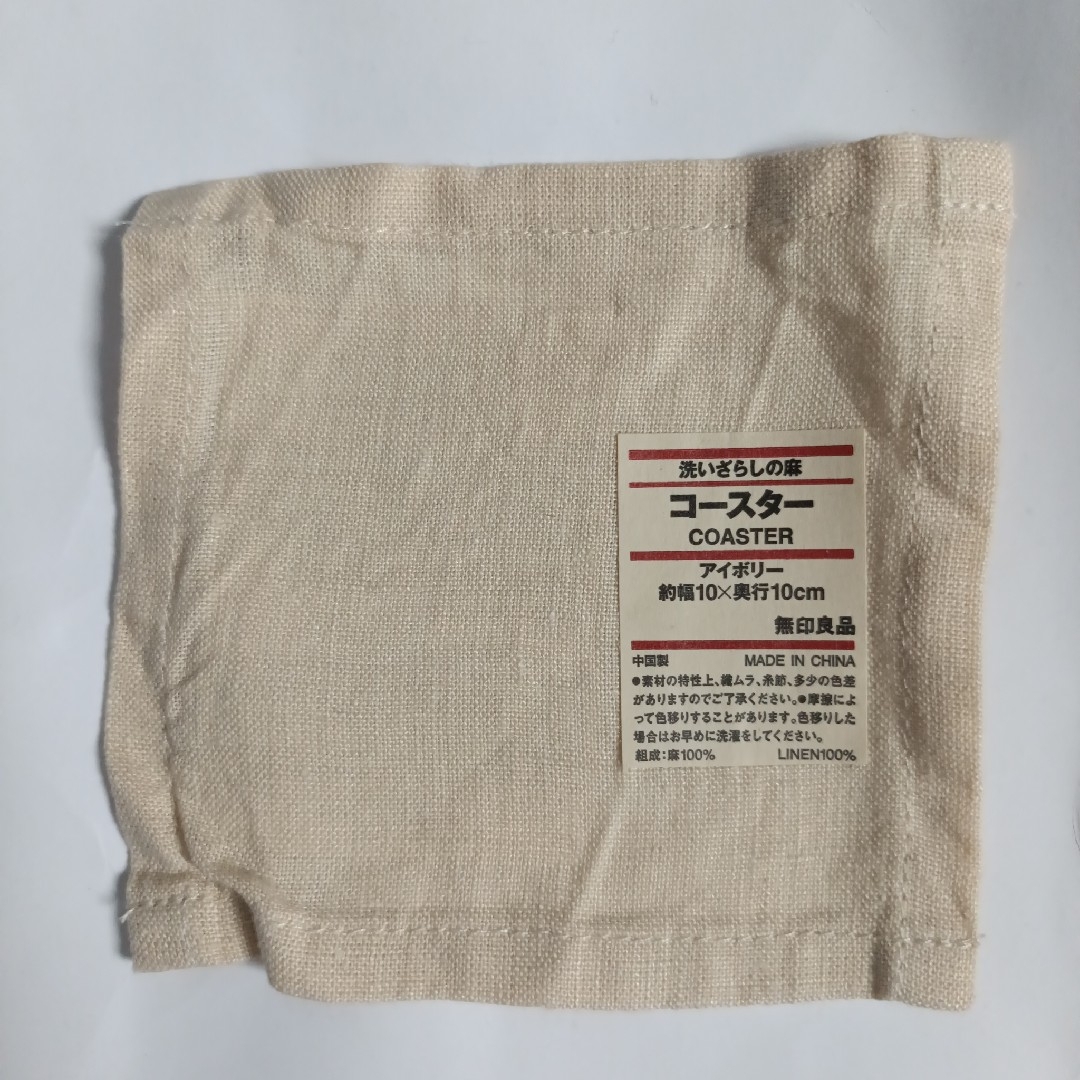 洗いざらしの麻
コースター
COASTER
アイボリー
約幅10×奥行10cm
無印良品
中国製 MADE IN CHINA
●素材の特性上、織ムラ、糸節、多少の色差
がありますのでご了承ください。●摩擦によ
って色移りすることがあります。色移りした
場合はお早めに洗濯をしてください。
組成:麻100% LINEN100%